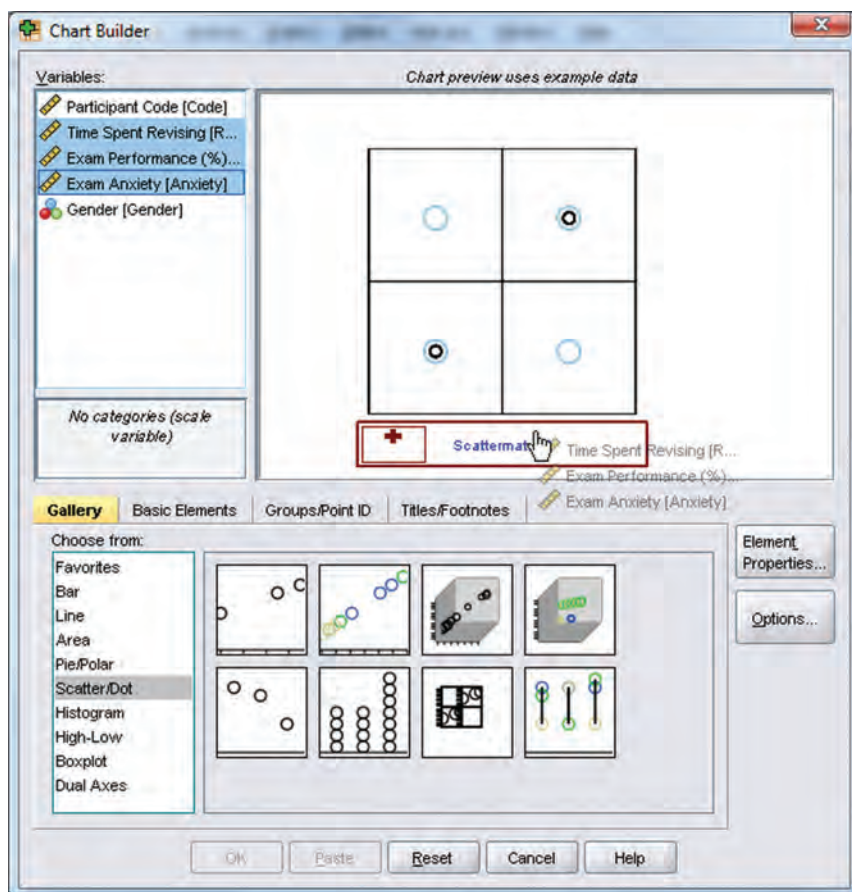 Chart Builder
Variables:
Chart preview uses example data
Participant Code [Code]
Time Spent Revising [R...
Exam Performance (%)...
Exam Anxiety [Anxiety]
Gender [Gender]
No categories (scale
variable)
Scattermat
Time Spent Revising [R...
Exam Performance (%)...
Exam Anxiety [Anxiety]
Gallery
Basic Elements
Groups/Point ID
Titles/Footnotes
Choose from:
Favorites
Bar
Line
Area
Pie/Polar
Scatter/Dot
Histogram
High-Low
Boxplot
Dual Axes
Element
Properties...
Options...
OK
Paste
Reset
Cancel
Help